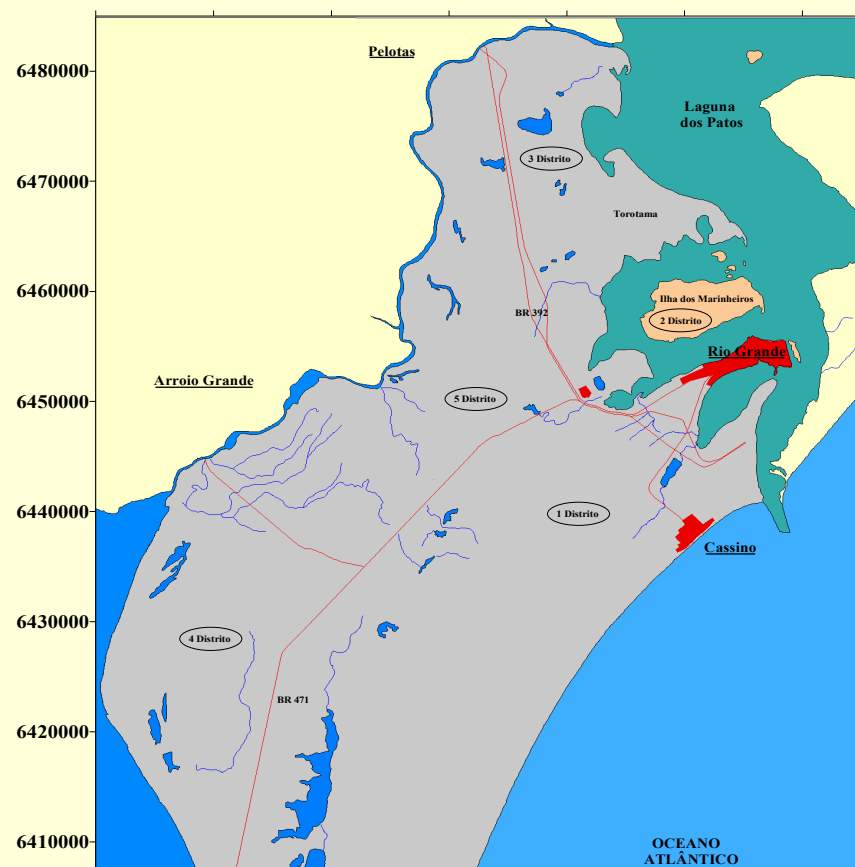 Pelotas
6480000
Laguna
dos Patos
3 Distrito
6470000
Torotama
6460000
Ilha dos Marinheiros
BR 392
2 Distrito
Rio Grande
Arroio Grande
5 Distrito
6450000
6440000
1 Distrito
Cassino
6430000
4 Distrito
BR 471
6420000
6410000
OCEANO
ATLÂNTICO